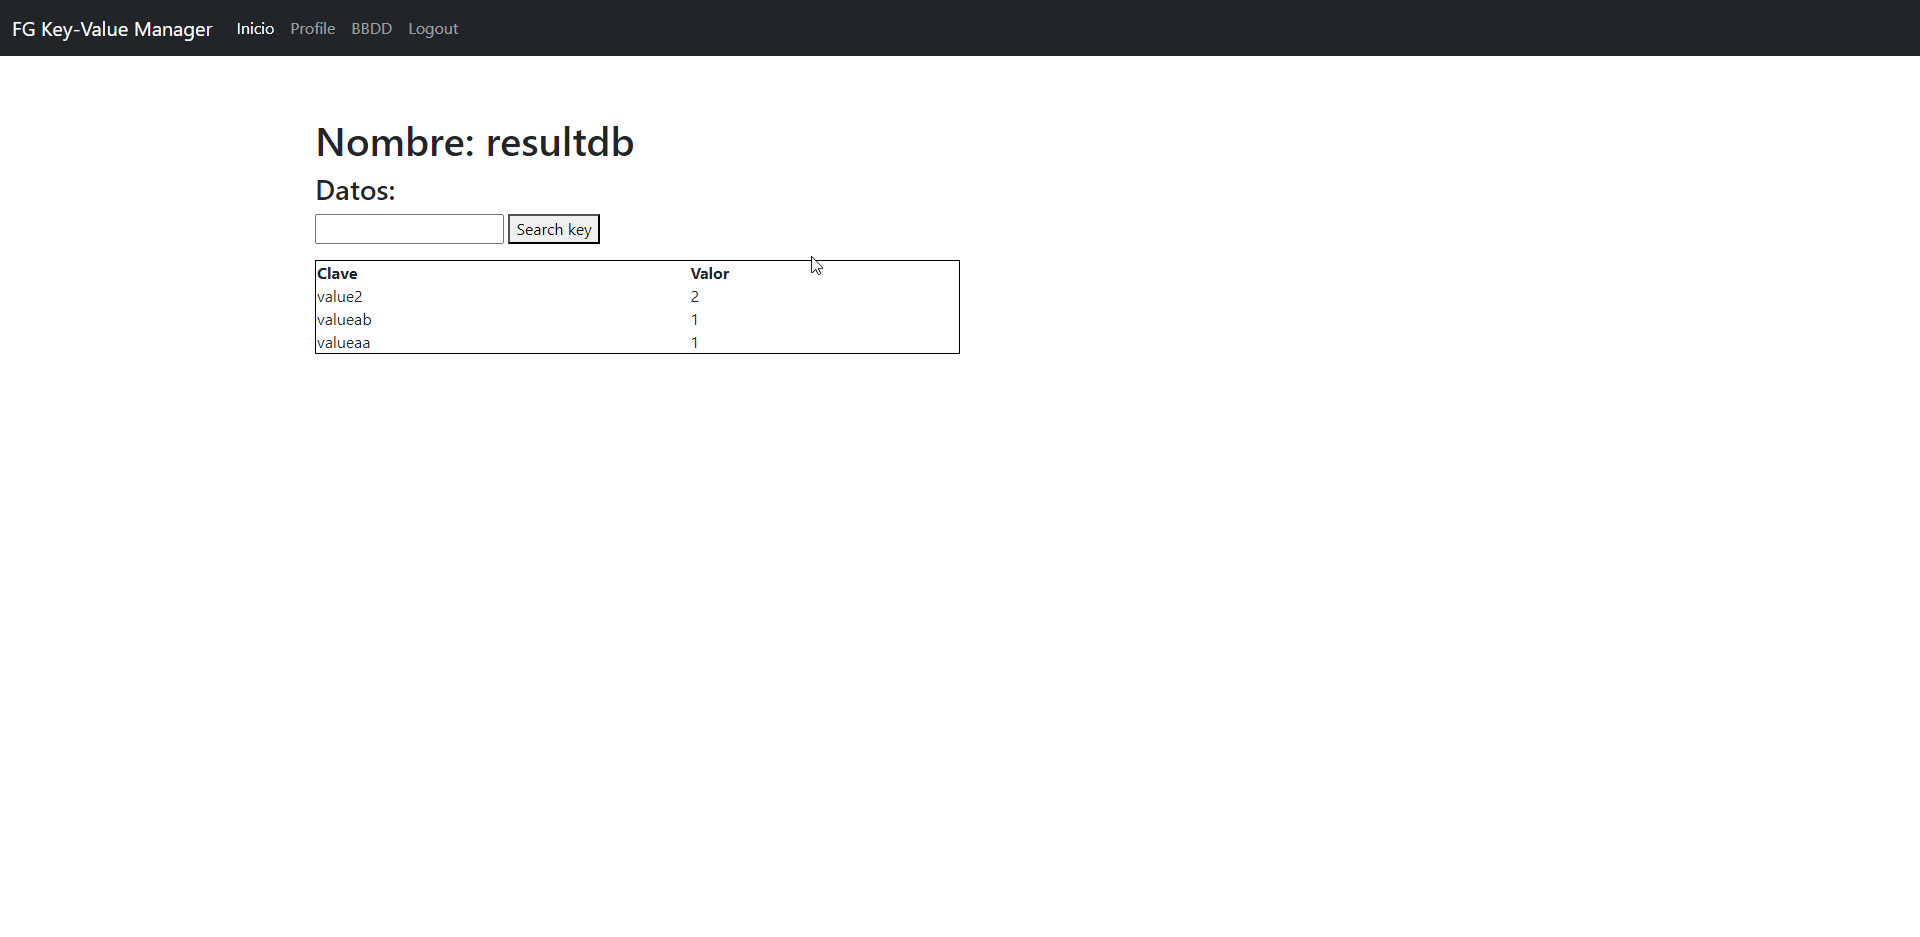 FG Key-Value Manager Inicio Profile BBDD Logout
Nombre: resultdb
Datos:
Search key
Clave Valor
value2 2
valueab 1
valueaa 1